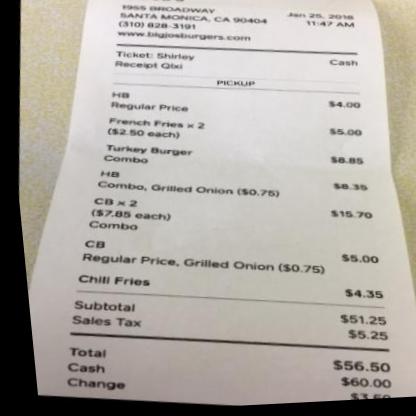 1955 BROADWAY
SANTA MONICA, CA 90404
(310) 828-3191
www.bigjosburgers.com
Jan 25, 2016
11:47 AM
Ticket: Shirley
Receipt Qixi
Cash
PICKUP
HB $4.00
Regular Price
French Fries x 2 $5.00
($2.50 each)
Turkey Burger $8.85
Combo
HB $8.35
Combo, Grilled Onion ($0.75)
CB x 2 $15.70
($7.85 each)
Combo
CB $5.00
Regular Price, Grilled Onion ($0.75)
Chili Fries $4.35
Subtotal $51.25
Sales Tax $5.25
Total $56.50
Cash $60.00
Change